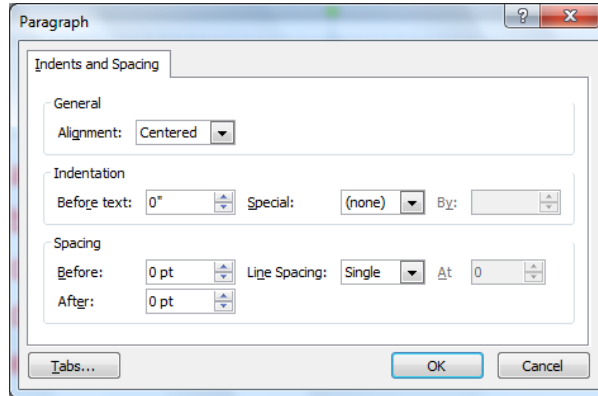 Paragraph
Indents and Spacing
General
Alignment: Centered
Indentation
Before text: 0" Special: (none) By:
Spacing
Before: 0 pt Line Spacing: Single At 0
After: 0 pt
Tabs... OK Cancel